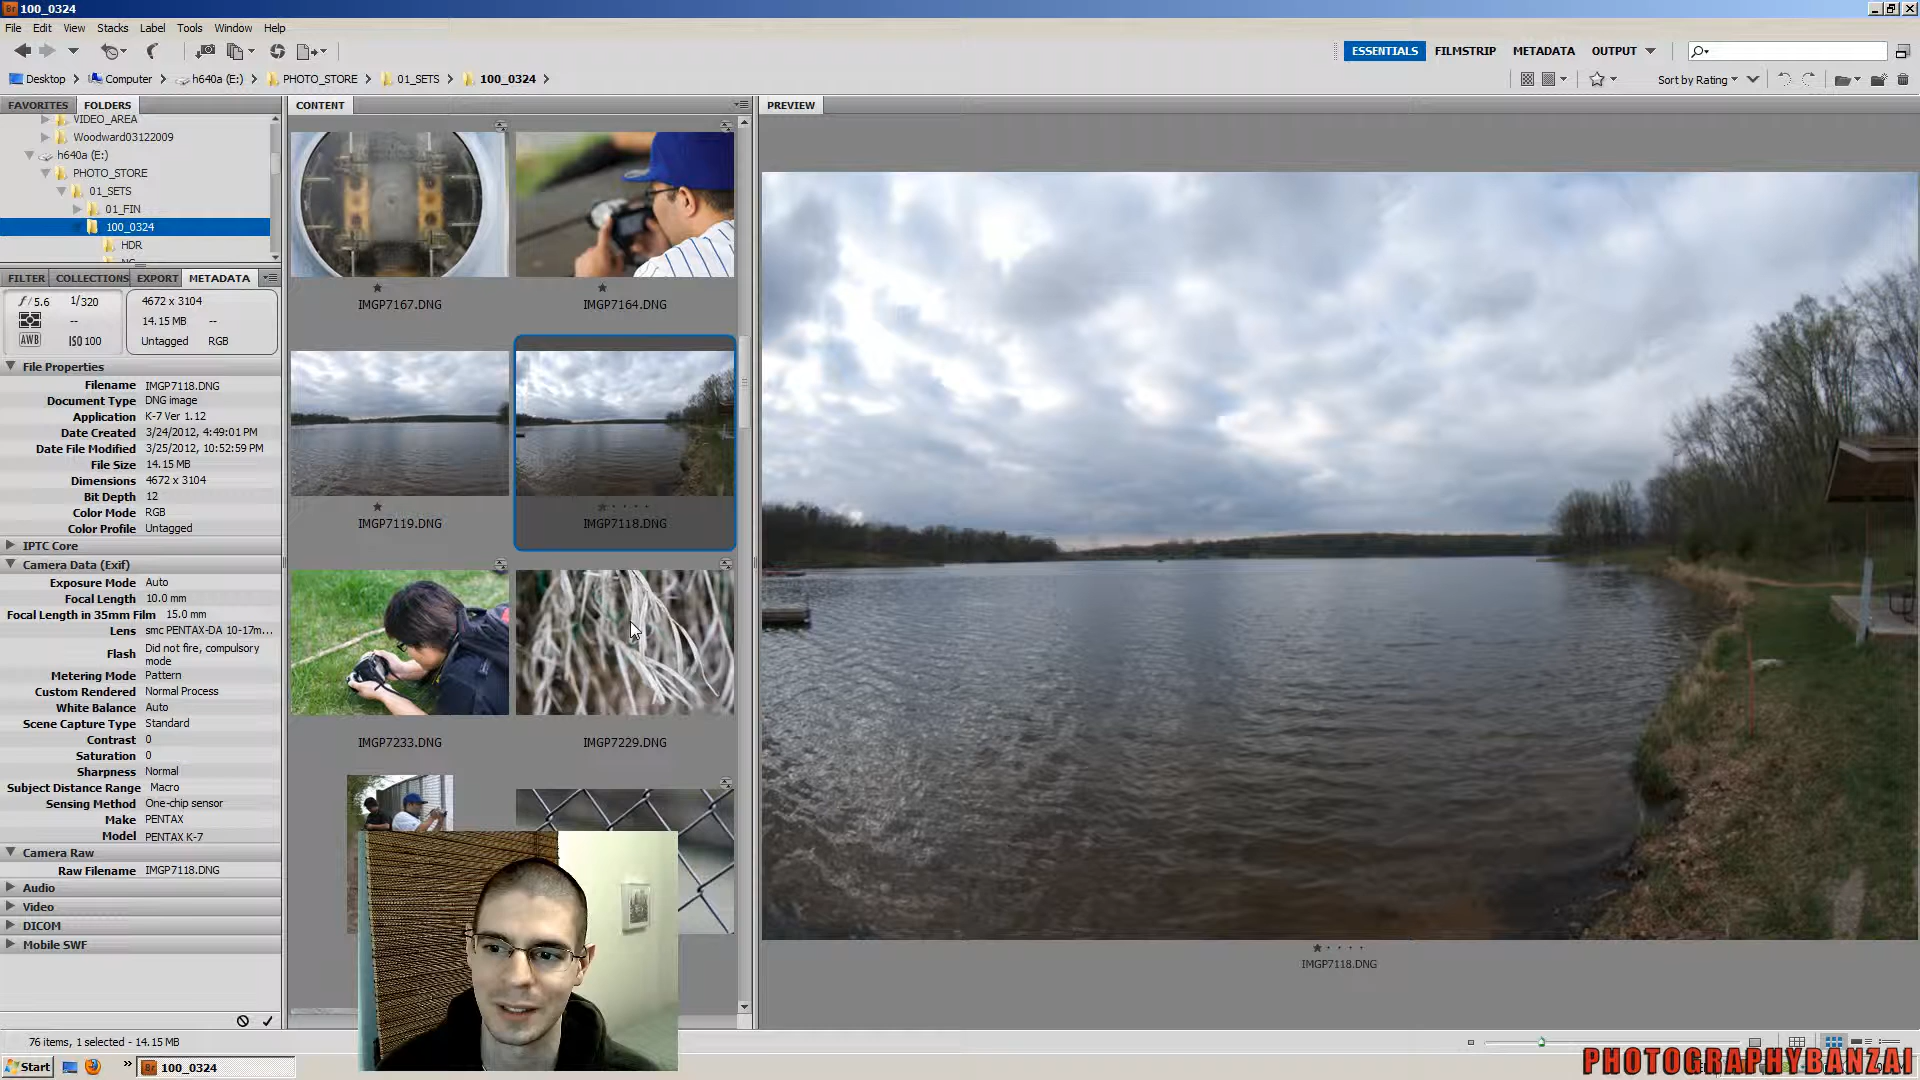 Br 100_0324
File Edit View Stacks Label Tools Window Help
ESSENTIALS FILMSTRIP METADATA OUTPUT
Desktop Computer h640a (E:) PHOTO_STORE 01_SETS 100_0324
Sort by Rating
FAVORITES FOLDERS
VIDEO_AREA
Woodward03122009
h640a (E:)
PHOTO_STORE
01_SETS
01_FIN
100_0324
HDR
FILTER COLLECTIONS EXPORT METADATA
f/5.6 1/320
-- 
AWB ISO100
4672 x 3104
14.15 MB --
Untagged RGB
File Properties
Filename IMGP7118.DNG
Document Type DNG image
Application K-7 Ver 1.12
Date Created 3/24/2012, 4:49:01 PM
Date File Modified 3/25/2012, 10:52:59 PM
File Size 14.15 MB
Dimensions 4672 x 3104
Bit Depth 12
Color Mode RGB
Color Profile Untagged
IPTC Core
Camera Data (Exif)
Exposure Mode Auto
Focal Length 10.0 mm
Focal Length in 35mm Film 15.0 mm
Lens smc PENTAX-DA 10-17m...
Flash Did not fire, compulsory
mode
Metering Mode Pattern
Custom Rendered Normal Process
White Balance Auto
Scene Capture Type Standard
Contrast 0
Saturation 0
Sharpness Normal
Subject Distance Range Macro
Sensing Method One-chip sensor
Make PENTAX
Model PENTAX K-7
Camera Raw
Raw Filename IMGP7118.DNG
Audio
Video
DICOM
Mobile SWF
CONTENT
IMGP7167.DNG IMGP7164.DNG
IMGP7119.DNG IMGP7118.DNG
IMGP7233.DNG IMGP7229.DNG
PREVIEW
IMGP7118.DNG
76 items, 1 selected - 14.15 MB
Start » Br 100_0324
PHOTOGRAPHYBANZAI